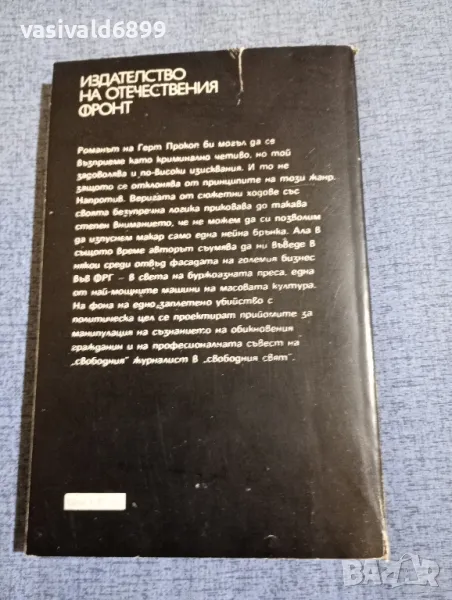 vasivald6899
ИЗДАТЕЛСТВО
НА ОТЕЧЕСТВЕНИЯ
ФРОНТ
Романът на Герт Прокоп би могъл да се
възприеме като криминално четиво, но той
задоволява и по-високи изисквания. И то не
защото се отклонява от принципите на този жанр.
Напротив. Веригата от сюжетни ходове със
своята безупречна логика приковава до такава
степен вниманието, че не можем да си позволим
да изпуснем макар само една нейна брънка. Ала в
същото време авторът съумява да ни въведе в
някои среди отвъд фасадата на големия бизнес
във ФРГ – в света на буржоазната преса, една
от най-мощните машини на масовата култура.
На фона на едно заплетено убийство с
политическа цел се проектират прийомите за
манипулация на съзнанието на обикновения
гражданин и на професионалната съвест на
„свободния" журналист в „свободния свят".
BAZAR